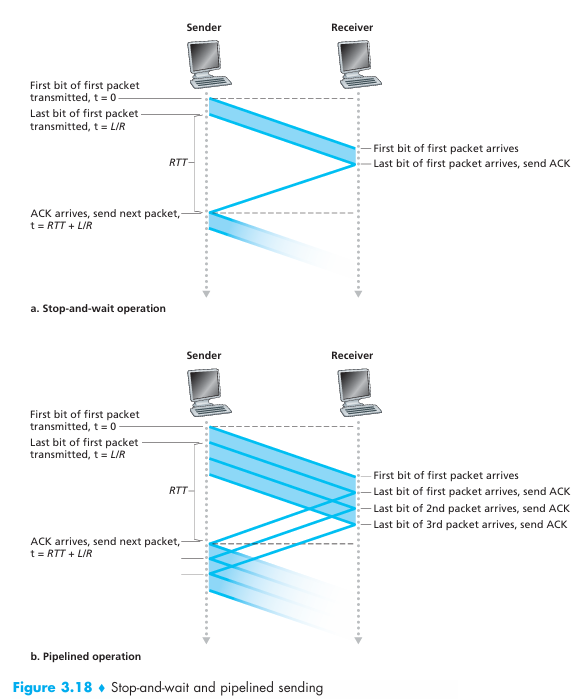 Sender Receiver
First bit of first packet
transmitted, t = 0
Last bit of first packet
transmitted, t = L/R
First bit of first packet arrives
RTT
Last bit of first packet arrives, send ACK
ACK arrives, send next packet,
t = RTT + L/R
a. Stop-and-wait operation
Sender Receiver
First bit of first packet
transmitted, t = 0
Last bit of first packet
transmitted, t = L/R
First bit of first packet arrives
RTT
Last bit of first packet arrives, send ACK
Last bit of 2nd packet arrives, send ACK
Last bit of 3rd packet arrives, send ACK
ACK arrives, send next packet,
t = RTT + L/R
b. Pipelined operation
Figure 3.18 ♦ Stop-and-wait and pipelined sending